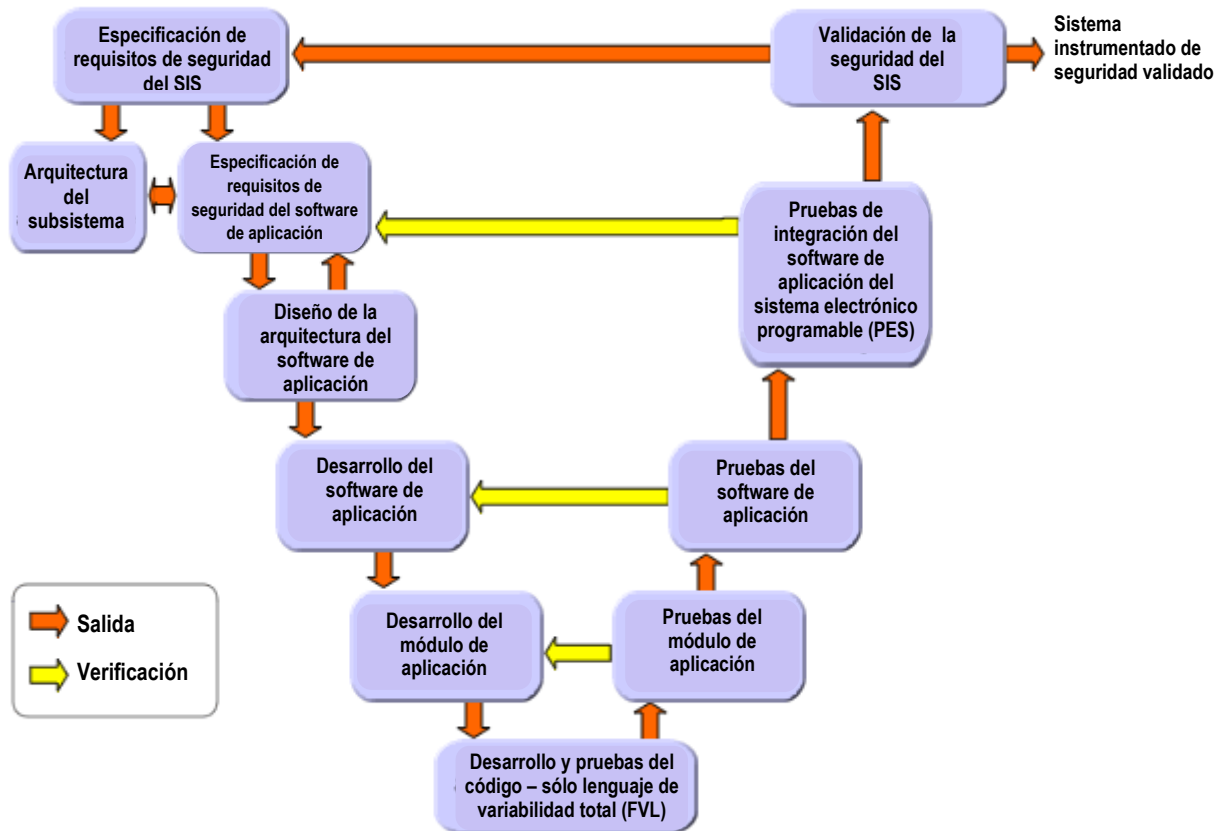 Especificación de
requisitos de seguridad
del SIS
Validación de la
seguridad del
SIS
Sistema
instrumentado de
seguridad validado
Arquitectura
del
subsistema
Especificación de
requisitos de
seguridad del software
de aplicación
Pruebas de
integración del
software de
aplicación del
sistema electrónico
programable (PES)
Diseño de la
arquitectura del
software de
aplicación
Desarrollo del
software de
aplicación
Pruebas del
software de
aplicación
Desarrollo del
módulo de
aplicación
Pruebas del
módulo de
aplicación
Desarrollo y pruebas del
código – sólo lenguaje de
variabilidad total (FVL)
Salida
Verificación